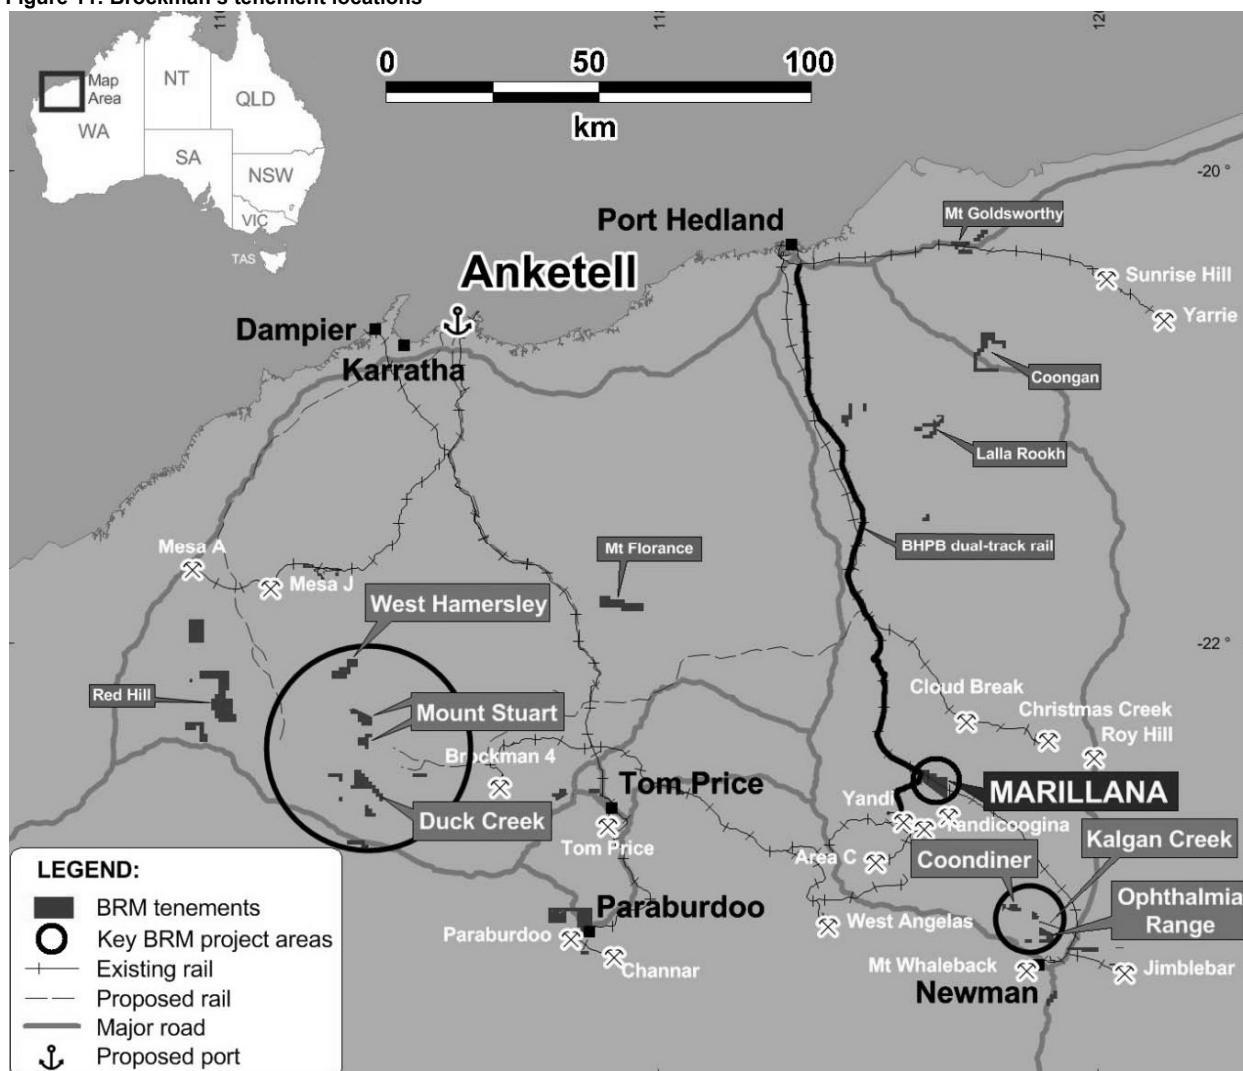 Figure 11: Brockman's tenement locations
118
120
0 50 100
km
NT
Map
Area
QLD
WA
SA
NSW
VIC
TAS
-20 °
Port Hedland
Mt Goldsworthy
Anketell
Sunrise Hill
Yarrie
Dampier
Karratha
Coongan
Lalla Rookh
BHPB dual-track rail
Mesa A
Mt Florance
Mesa J
West Hamersley
-22 °
Red Hill
Cloud Break
Mount Stuart
Christmas Creek
Roy Hill
Brockman 4
Tom Price
MARILLANA
Yandi
Duck Creek
Yandicoogina
Tom Price
Kalgan Creek
Area C
Coondiner
Ophthalmia
Range
Paraburdoo
West Angelas
Paraburdoo
Channar
Mt Whaleback
Jimblebar
Newman
LEGEND:
BRM tenements
Key BRM project areas
Existing rail
Proposed rail
Major road
Proposed port